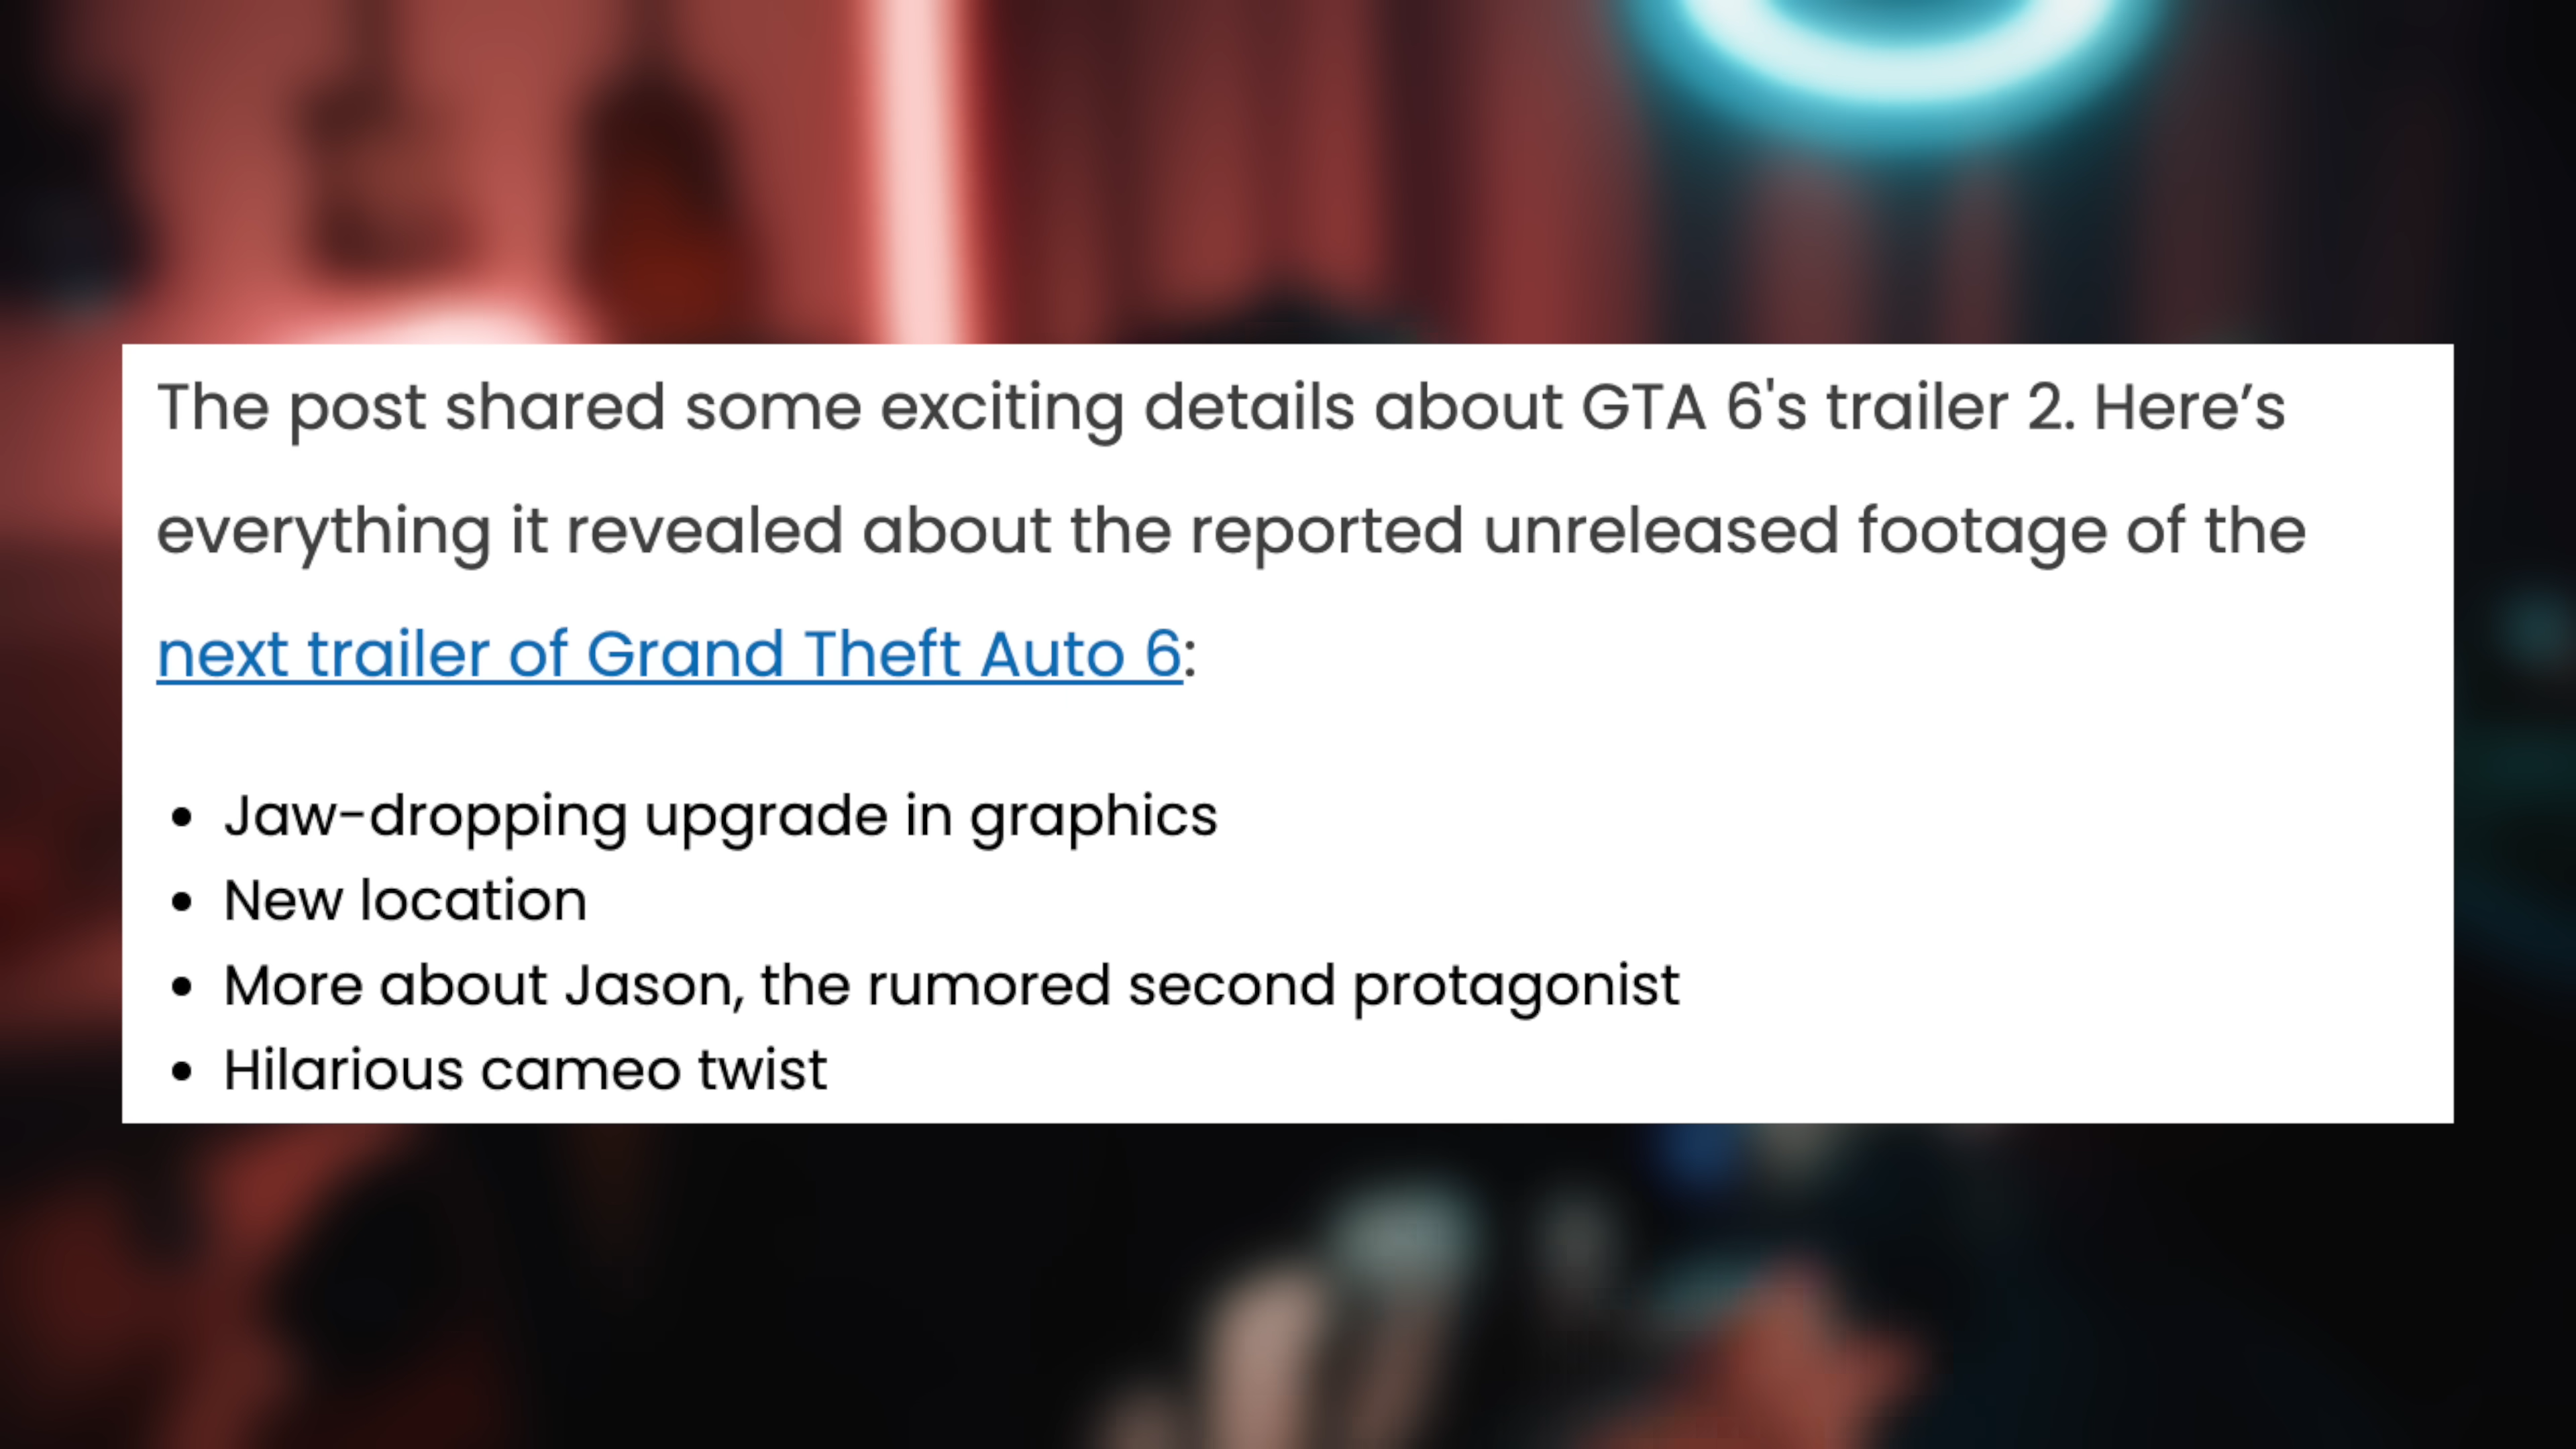 The post shared some exciting details about GTA 6's trailer 2. Here’s
everything it revealed about the reported unreleased footage of the
next trailer of Grand Theft Auto 6:
• Jaw-dropping upgrade in graphics
• New location
• More about Jason, the rumored second protagonist
• Hilarious cameo twist